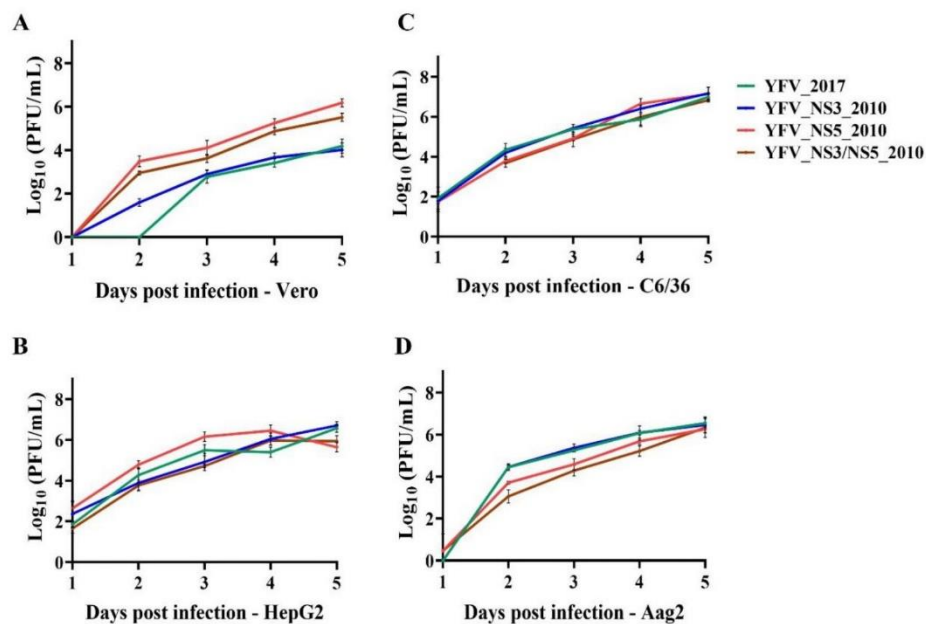 A
Log₁₀ (PFU/mL)
8
6
4
2
0
1 2 3 4 5
Days post infection - Vero
C
Log₁₀ (PFU/mL)
8
6
4
2
0
1 2 3 4 5
Days post infection - C6/36
YFV_2017
YFV_NS3_2010
YFV_NS5_2010
YFV_NS3/NS5_2010
B
Log₁₀ (PFU/mL)
8
6
4
2
0
1 2 3 4 5
Days post infection - HepG2
D
Log₁₀ (PFU/mL)
8
6
4
2
0
1 2 3 4 5
Days post infection - Aag2